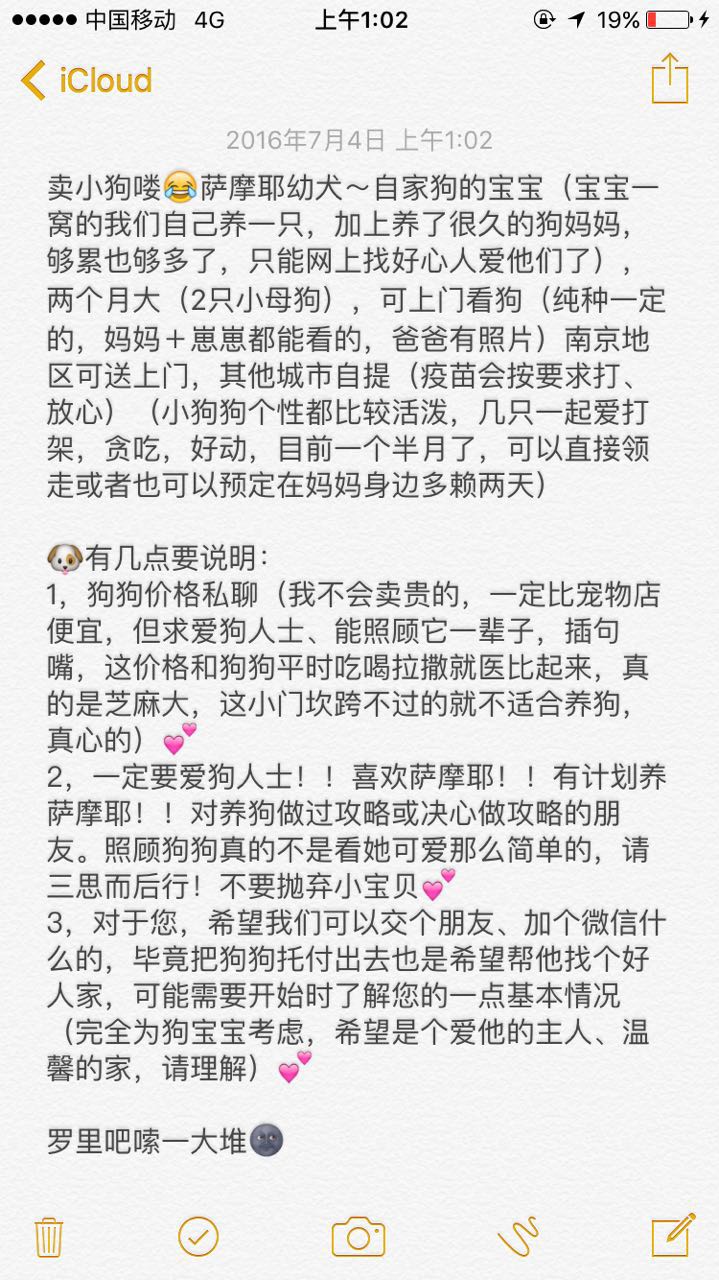 中国移动 4G 上午1:02 19%
iCloud
2016年7月4日 上午1:02
卖小狗喽😂萨摩耶幼犬～自家狗的宝宝（宝宝一
窝的我们自己养一只，加上养了很久的狗妈妈，
够累也够多了，只能网上找好心人爱他们了），
两个月大（2只小母狗），可上门看狗（纯种一定
的，妈妈＋崽崽都能看的，爸爸有照片）南京地
区可送上门，其他城市自提（疫苗会按要求打、
放心）（小狗狗个性都比较活泼，几只一起爱打
架，贪吃，好动，目前一个半月了，可以直接领
走或者也可以预定在妈妈身边多赖两天）
🐶有几点要说明：
1，狗狗价格私聊（我不会卖贵的，一定比宠物店
便宜，但求爱狗人士、能照顾它一辈子，插句
嘴，这价格和狗狗平时吃喝拉撒就医比起来，真
的是芝麻大，这小门坎跨不过的就不适合养狗，
真心的）💕
2，一定要爱狗人士！！喜欢萨摩耶！！有计划养
萨摩耶！！对养狗做过攻略或决心做攻略的朋
友。照顾狗狗真的不是看她可爱那么简单的，请
三思而后行！不要抛弃小宝贝💕
3，对于您，希望我们可以交个朋友、加个微信什
么的，毕竟把狗狗托付出去也是希望帮他找个好
人家，可能需要开始时了解您的一点基本情况
（完全为狗宝宝考虑，希望是个爱他的主人、温
馨的家，请理解）💕
罗里吧嗦一大堆🌚